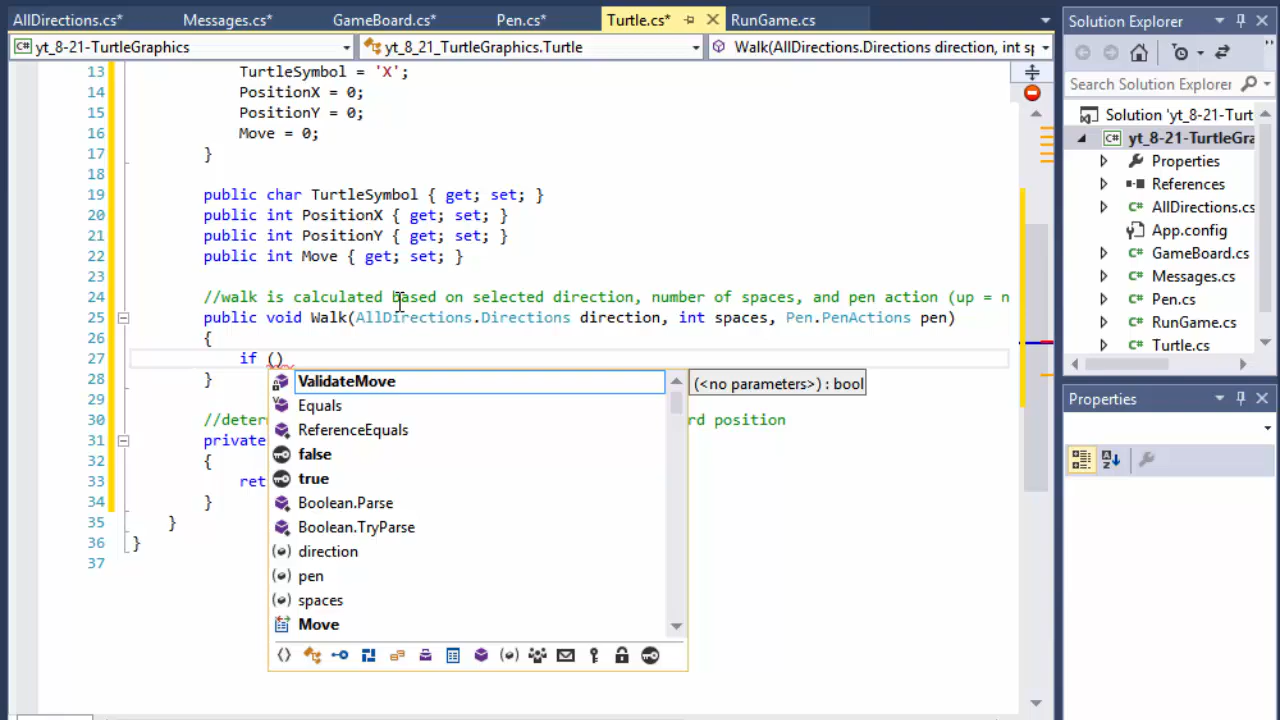 AllDirections.cs*
Messages.cs*
GameBoard.cs*
Pen.cs*
Turtle.cs*
RunGame.cs
Solution Explorer
yt_8-21-TurtleGraphics
yt_8_21_TurtleGraphics.Turtle
Walk(AllDirections.Directions direction, int sp
Search Solution Explorer
Solution 'yt_8-21-Turt
yt_8-21-TurtleGra
Properties
References
AllDirections.cs
App.config
GameBoard.cs
Messages.cs
Pen.cs
RunGame.cs
Turtle.cs
Properties
13 TurtleSymbol = 'X';
14 PositionX = 0;
15 PositionY = 0;
16 Move = 0;
17 }
18
19 public char TurtleSymbol { get; set; }
20 public int PositionX { get; set; }
21 public int PositionY { get; set; }
22 public int Move { get; set; }
23
24 //walk is calculated based on selected direction, number of spaces, and pen action (up = n
25 public void Walk(AllDirections.Directions direction, int spaces, Pen.PenActions pen)
26 {
27 if ()
28 }
29
30 //deter rd position
31 private
32 {
33 ret
34 }
35 }
36 }
37
ValidateMove
(<no parameters>) : bool
Equals
ReferenceEquals
false
true
Boolean.Parse
Boolean.TryParse
direction
pen
spaces
Move